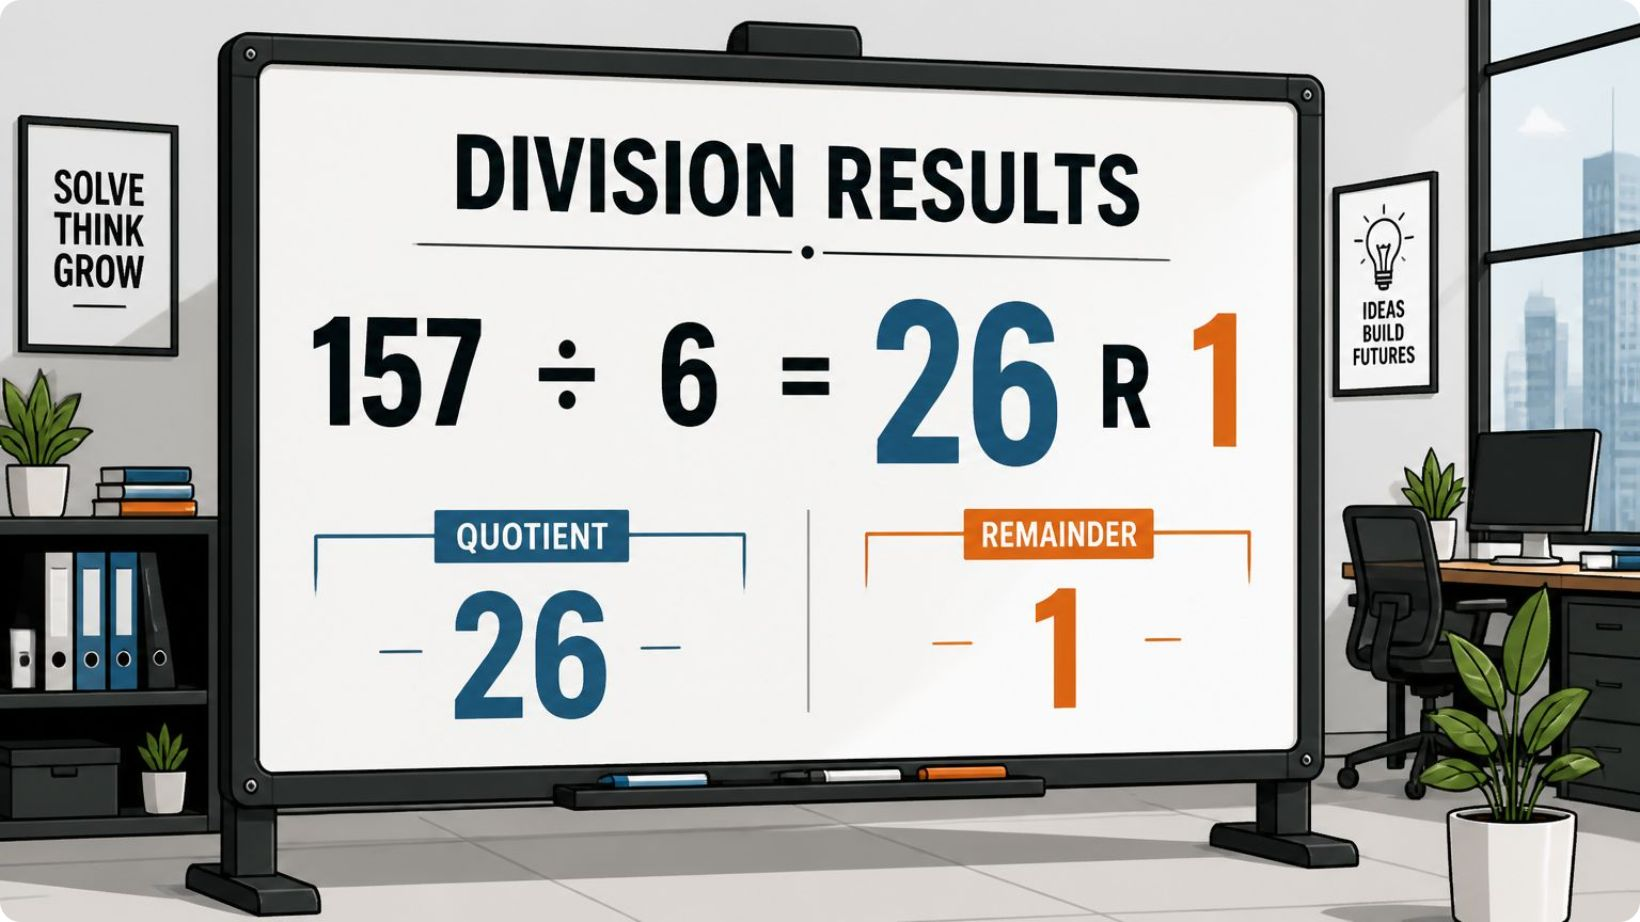 SOLVE
THINK
GROW
DIVISION RESULTS
157 ÷ 6 = 26 R 1
QUOTIENT
26
REMAINDER
1
IDEAS
BUILD
FUTURES